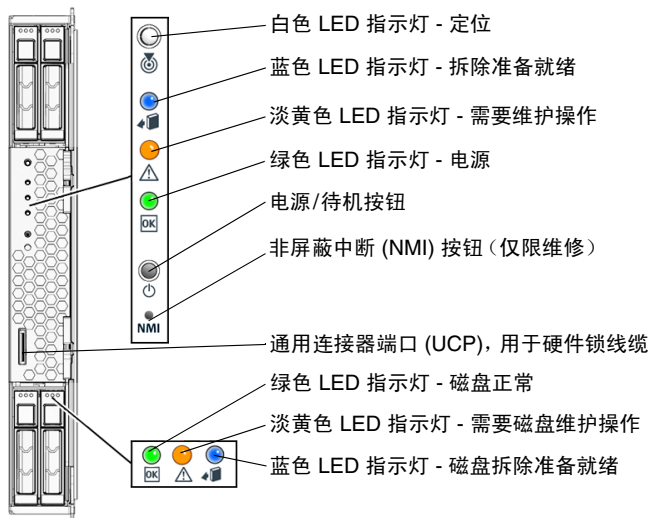 白色 LED 指示灯 - 定位
蓝色 LED 指示灯 - 拆除准备就绪
淡黄色 LED 指示灯 - 需要维护操作
绿色 LED 指示灯 - 电源
OK
电源/待机按钮
非屏蔽中断 (NMI) 按钮（仅限维修）
NMI
通用连接器端口 (UCP)，用于硬件锁线缆
绿色 LED 指示灯 - 磁盘正常
淡黄色 LED 指示灯 - 需要磁盘维护操作
蓝色 LED 指示灯 - 磁盘拆除准备就绪
OK